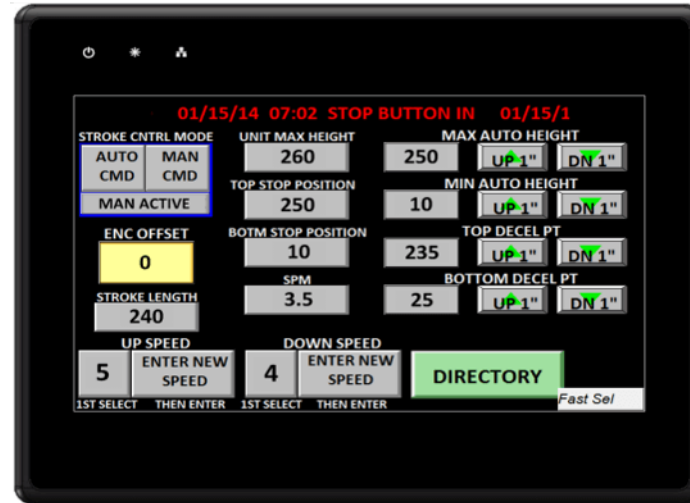 01/15/14 07:02 STOP BUTTON IN 01/15/1
STROKE CNTRL MODE
AUTO CMD
MAN CMD
MAN ACTIVE
ENC OFFSET
0
STROKE LENGTH
240
UNIT MAX HEIGHT
260
TOP STOP POSITION
250
BOTM STOP POSITION
10
SPM
3.5
MAX AUTO HEIGHT
250 UP 1" DN 1"
MIN AUTO HEIGHT
10 UP 1" DN 1"
TOP DECEL PT
235 UP 1" DN 1"
BOTTOM DECEL PT
25 UP 1" DN 1"
UP SPEED
5
ENTER NEW
SPEED
1ST SELECT THEN ENTER
DOWN SPEED
4
ENTER NEW
SPEED
1ST SELECT THEN ENTER
DIRECTORY
Fast Sel